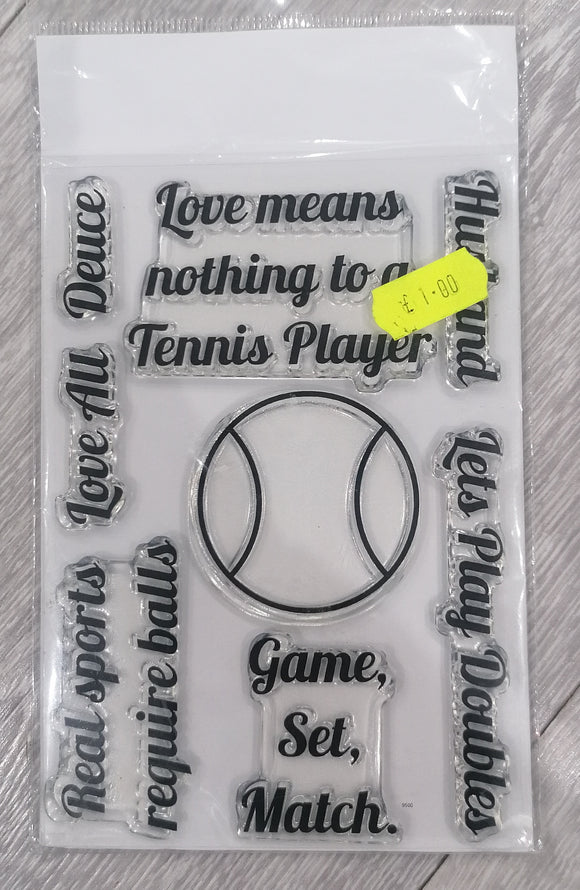 Love means
nothing to a
Tennis Player
Deuce
Love All
Real sports
require balls
Game,
Set,
Match.
Lets Play Doubles
£1.00
9500